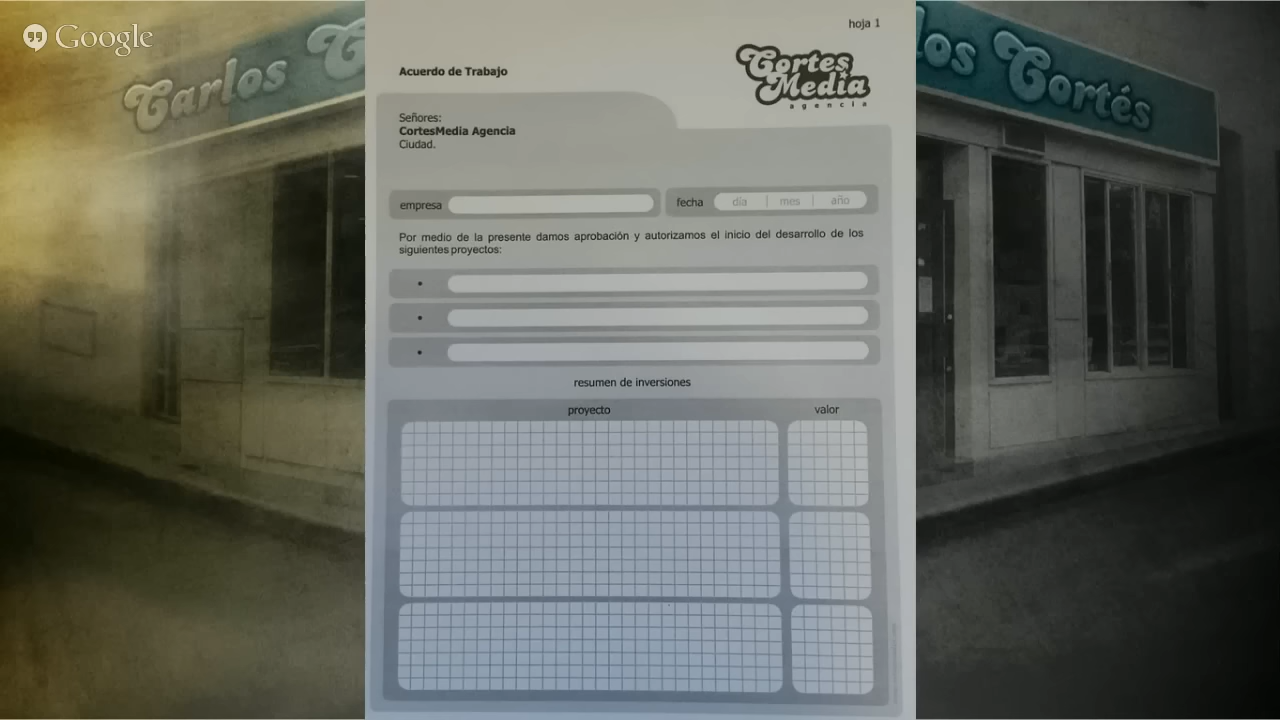 Google
Carlos C
hoja 1
Cortes
Media
agencia
Acuerdo de Trabajo
Señores:
CortesMedia Agencia
Ciudad.
empresa
fecha día | mes | año
Por medio de la presente damos aprobación y autorizamos el inicio del desarrollo de los
siguientes proyectos:
•
•
•
resumen de inversiones
proyecto valor
los Cortés